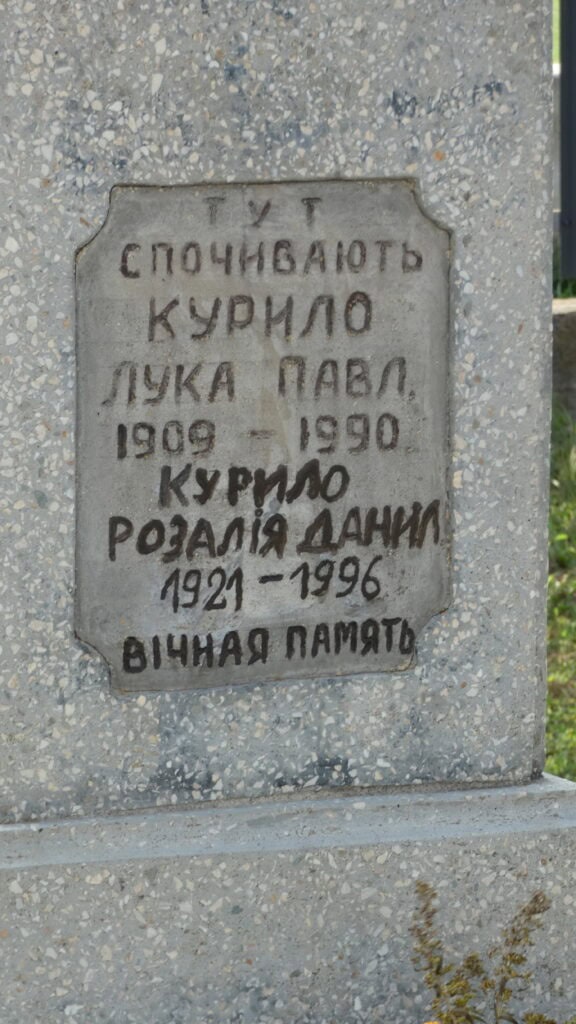 ТУТ
СПОЧИВАЮТЬ
КУРИЛО
ЛУКА ПАВЛ.
1909 - 1990
КУРИЛО
РОЗАЛІЯ ДАНИЛ
1921 - 1996
ВІЧНАЯ ПАМЯТЬ